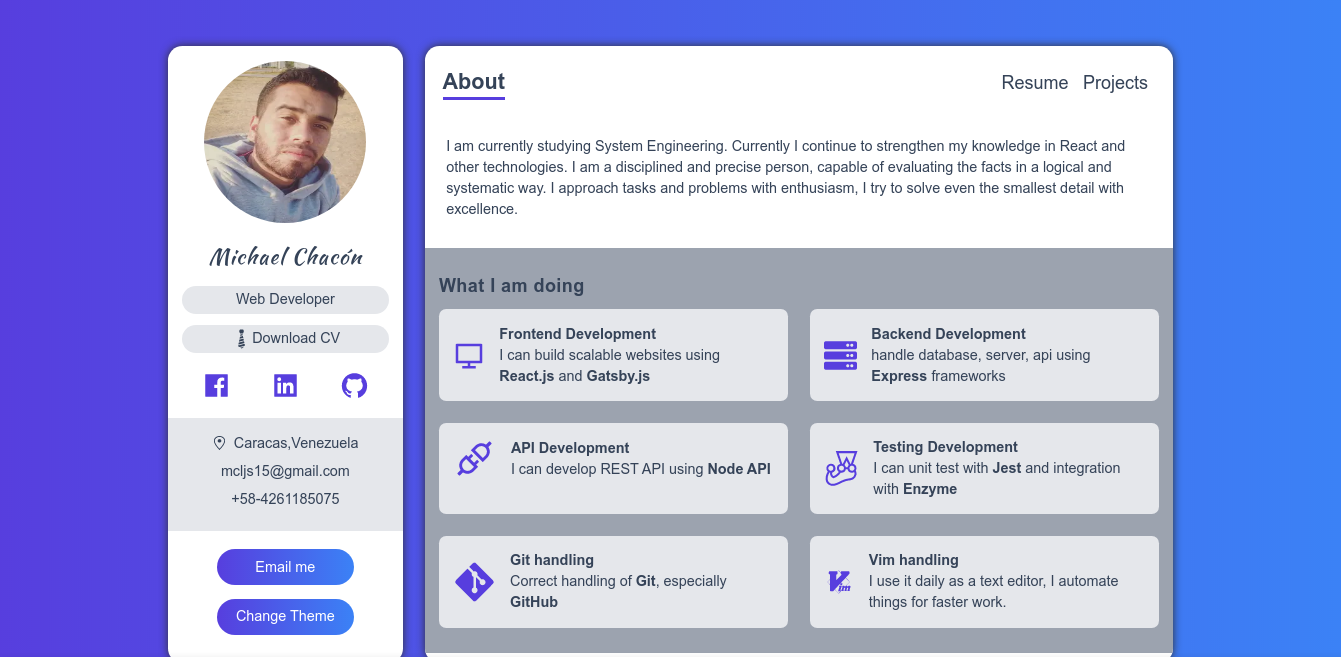 Michael Chacón
Web Developer
Download CV
Caracas,Venezuela
mcljs15@gmail.com
+58-4261185075
Email me
Change Theme
About
Resume Projects
I am currently studying System Engineering. Currently I continue to strengthen my knowledge in React and
other technologies. I am a disciplined and precise person, capable of evaluating the facts in a logical and
systematic way. I approach tasks and problems with enthusiasm, I try to solve even the smallest detail with
excellence.
What I am doing
Frontend Development
I can build scalable websites using
React.js and Gatsby.js
Backend Development
handle database, server, api using
Express frameworks
API Development
I can develop REST API using Node API
Testing Development
I can unit test with Jest and integration
with Enzyme
Git handling
Correct handling of Git, especially
GitHub
Vim handling
I use it daily as a text editor, I automate
things for faster work.